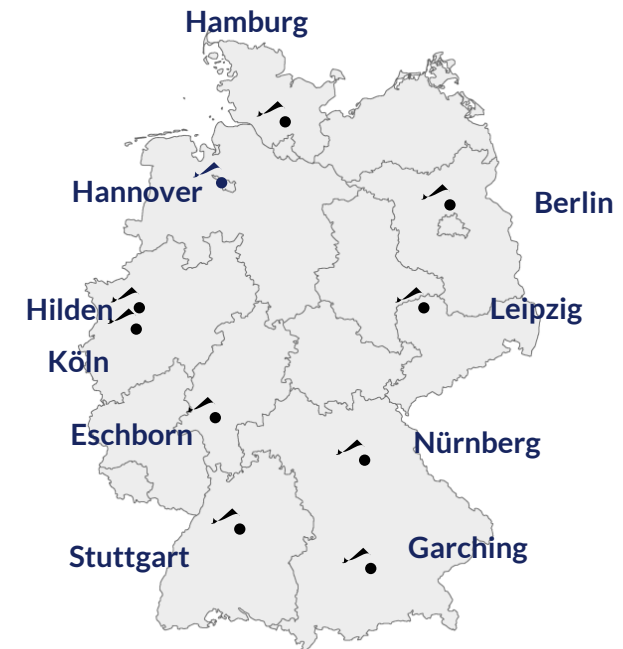 Hamburg
Hannover
Berlin
Hilden
Leipzig
Köln
Eschborn
Nürnberg
Stuttgart
Garching